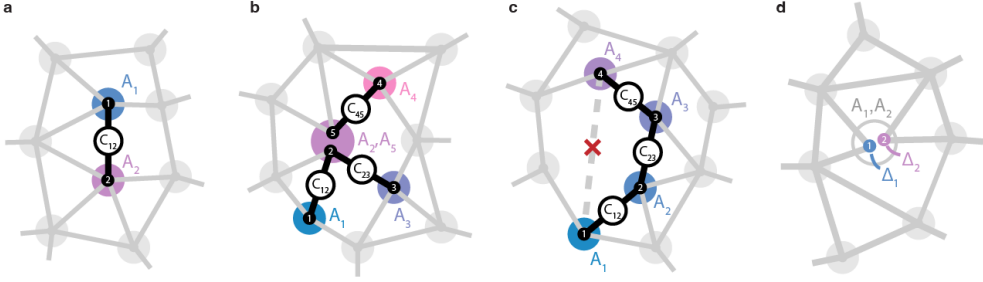 a
A₁
1
C₁₂
A₂
2
b
4
A₄
C₄₅
5
A₂,A₅
2
C₂₃
C₁₂
3
A₃
1
A₁
c
A₄
4
C₄₅
A₃
3
C₂₃
2
A₂
C₁₂
1
A₁
d
A₁,A₂
1
2
Δ₂
Δ₁